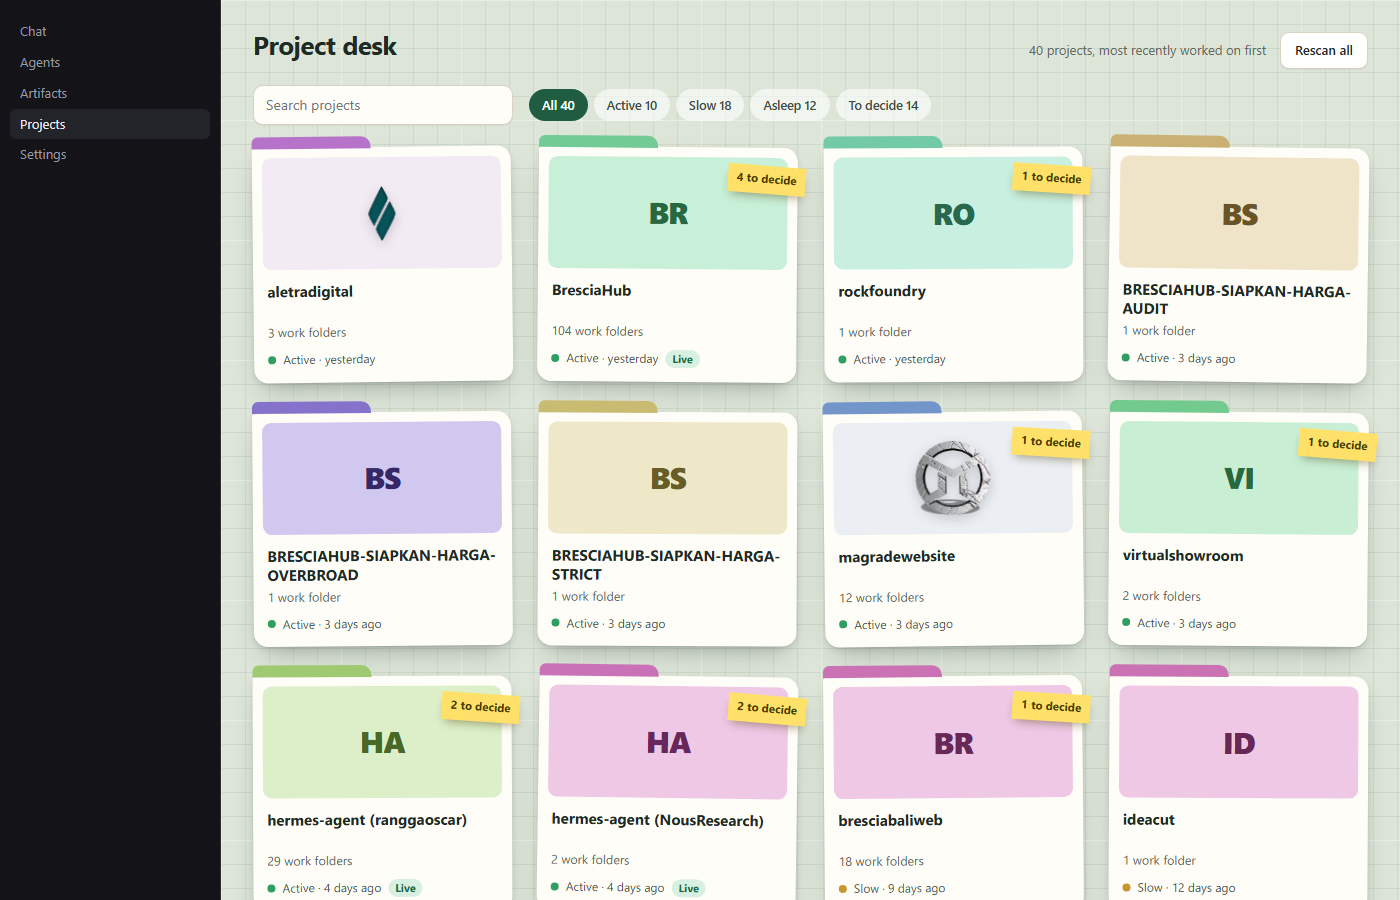 Chat
Agents
Artifacts
Projects
Settings
Project desk
40 projects, most recently worked on first
Rescan all
Search projects
All 40
Active 10
Slow 18
Asleep 12
To decide 14
aletradigital
3 work folders
Active · yesterday
4 to decide
BR
BresciaHub
104 work folders
Active · yesterday
Live
1 to decide
RO
rockfoundry
1 work folder
Active · yesterday
BS
BRESCIAHUB-SIAPKAN-HARGA-
AUDIT
1 work folder
Active · 3 days ago
BS
BRESCIAHUB-SIAPKAN-HARGA-
OVERBROAD
1 work folder
Active · 3 days ago
BS
BRESCIAHUB-SIAPKAN-HARGA-
STRICT
1 work folder
Active · 3 days ago
1 to decide
magradewebsite
12 work folders
Active · 3 days ago
1 to decide
VI
virtualshowroom
2 work folders
Active · 3 days ago
2 to decide
HA
hermes-agent (ranggaoscar)
29 work folders
Active · 4 days ago
Live
2 to decide
HA
hermes-agent (NousResearch)
2 work folders
Active · 4 days ago
Live
1 to decide
BR
bresciabaliweb
18 work folders
Slow · 9 days ago
ID
ideacut
1 work folder
Slow · 12 days ago